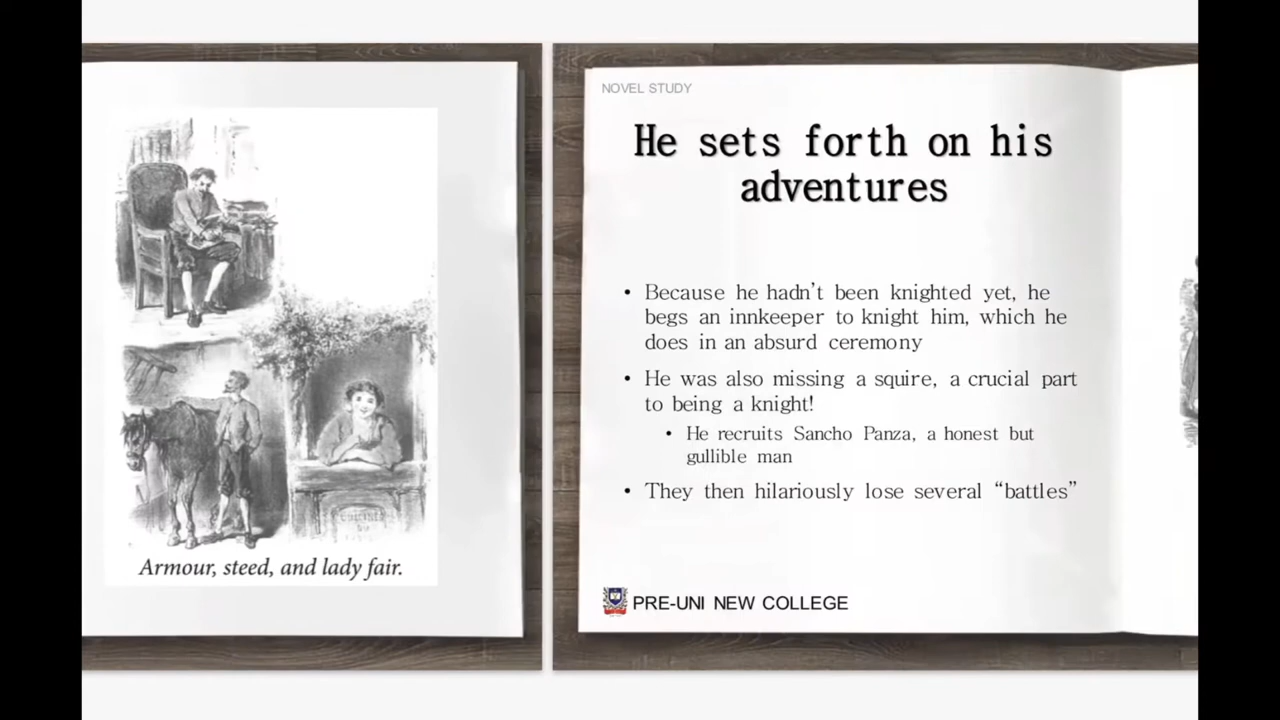 Armour, steed, and lady fair.
NOVEL STUDY
He sets forth on his
adventures
• Because he hadn't been knighted yet, he
begs an innkeeper to knight him, which he
does in an absurd ceremony
• He was also missing a squire, a crucial part
to being a knight!
• He recruits Sancho Panza, a honest but
gullible man
• They then hilariously lose several “battles”
PRE-UNI NEW COLLEGE